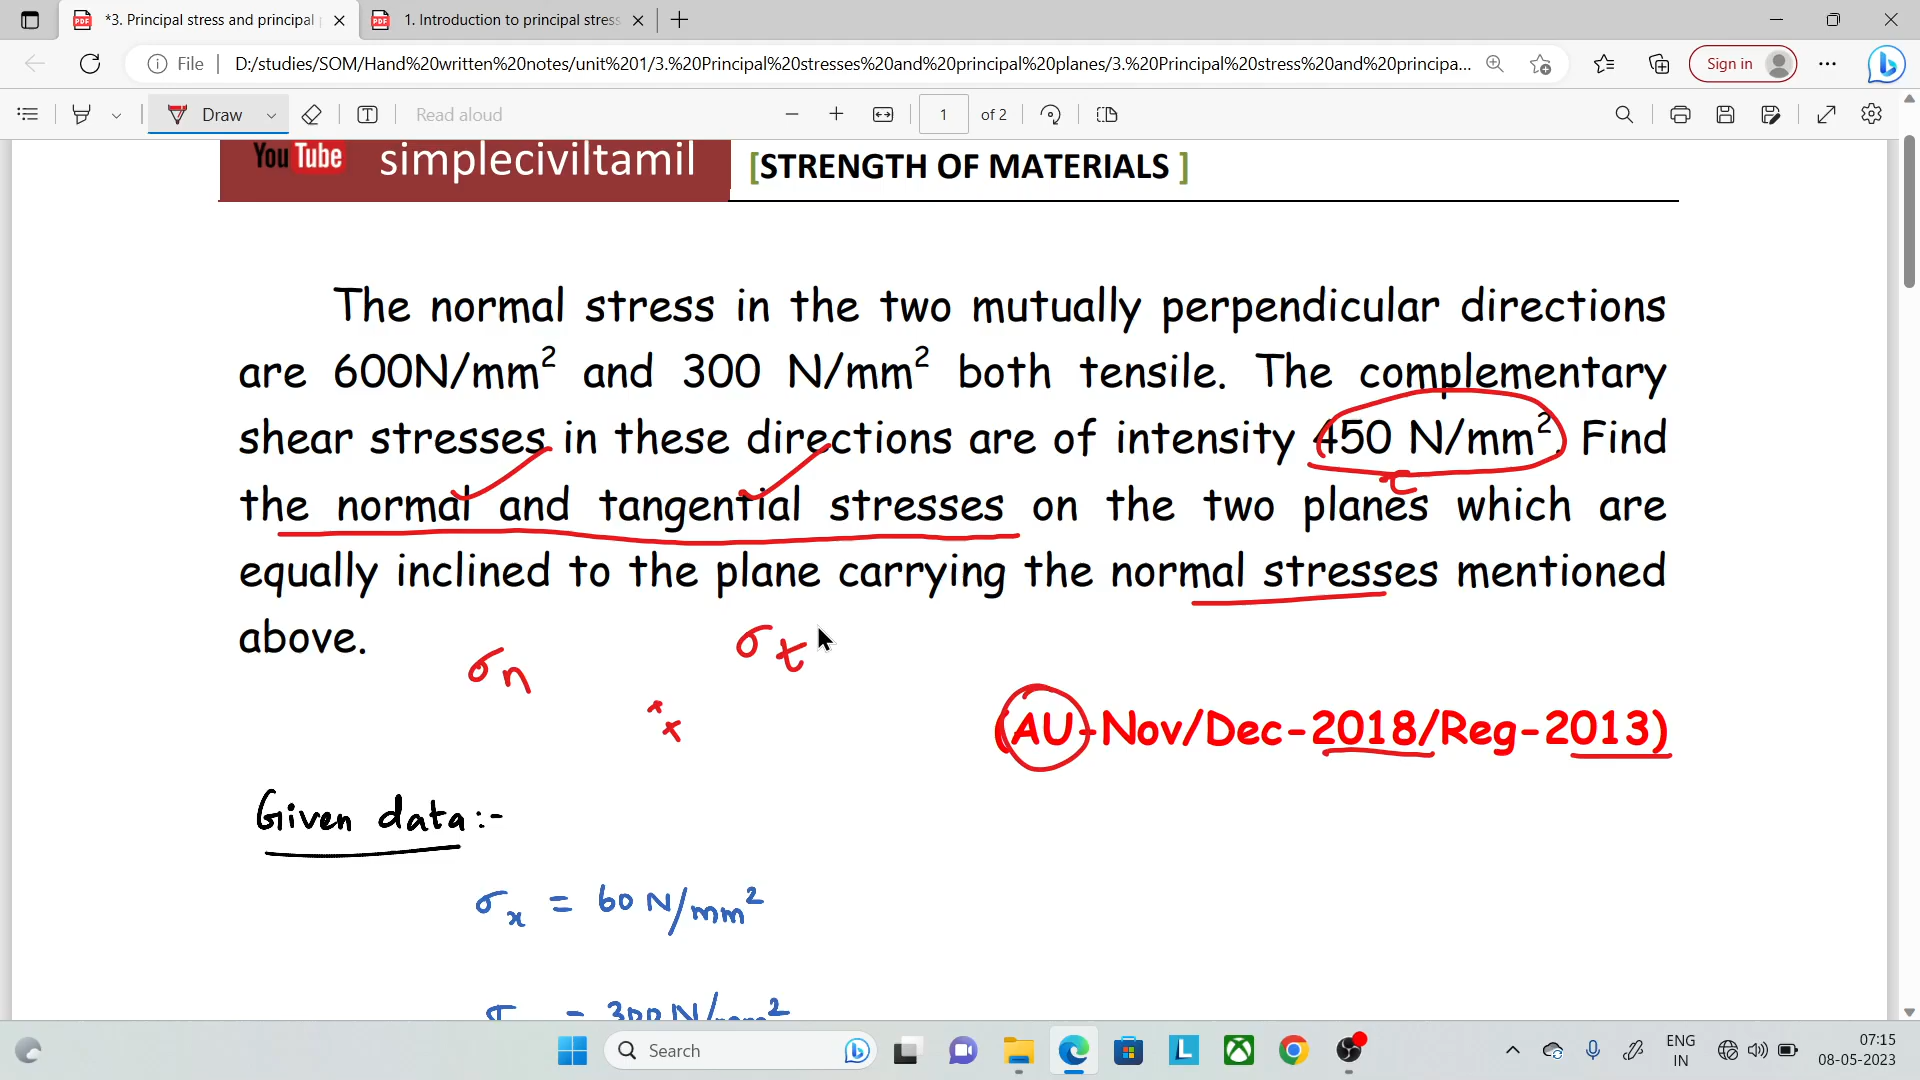 *3. Principal stress and principal
1. Introduction to principal stress
File
D:/studies/SOM/Hand%20written%20notes/unit%201/3.%20Principal%20stresses%20and%20principal%20planes/3.%20Principal%20stress%20and%20principa...
Sign in
Draw
Read aloud
1 of 2
You Tube simpleciviltamil [STRENGTH OF MATERIALS ]
The normal stress in the two mutually perpendicular directions
are 600N/mm² and 300 N/mm² both tensile. The complementary
shear stresses in these directions are of intensity 450 N/mm². Find
the normal and tangential stresses on the two planes which are
equally inclined to the plane carrying the normal stresses mentioned
above.
σn σt
(AU-Nov/Dec-2018/Reg-2013)
Given data:-
σx = 60 N/mm²
= 300 N/mm²
Search
ENG
IN
07:15
08-05-2023